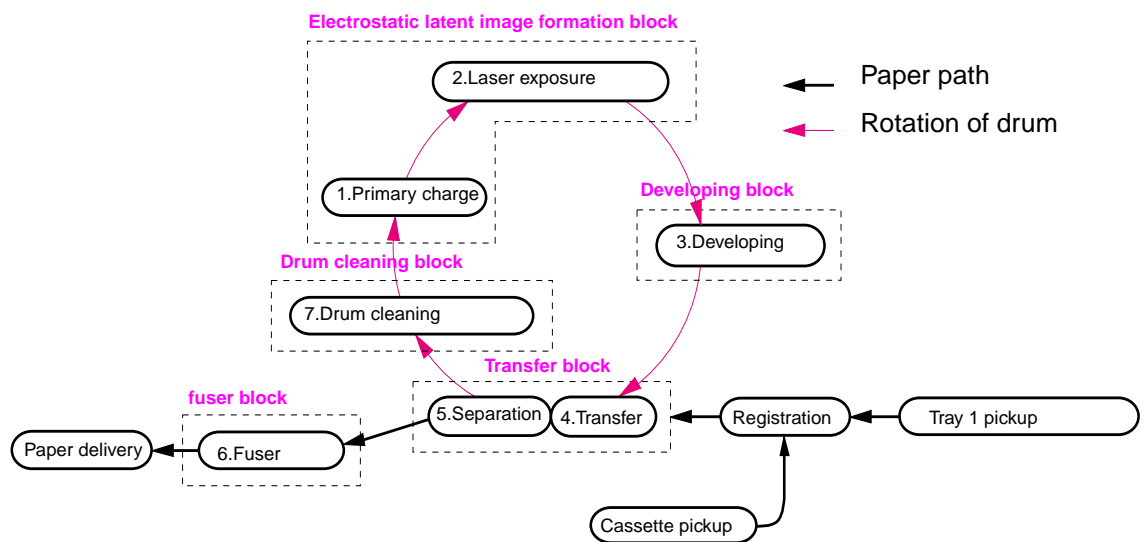 Electrostatic latent image formation block
2.Laser exposure
Paper path
Rotation of drum
1.Primary charge
Developing block
3.Developing
Drum cleaning block
7.Drum cleaning
Transfer block
fuser block
5.Separation
4.Transfer
Registration
Tray 1 pickup
Paper delivery
6.Fuser
Cassette pickup